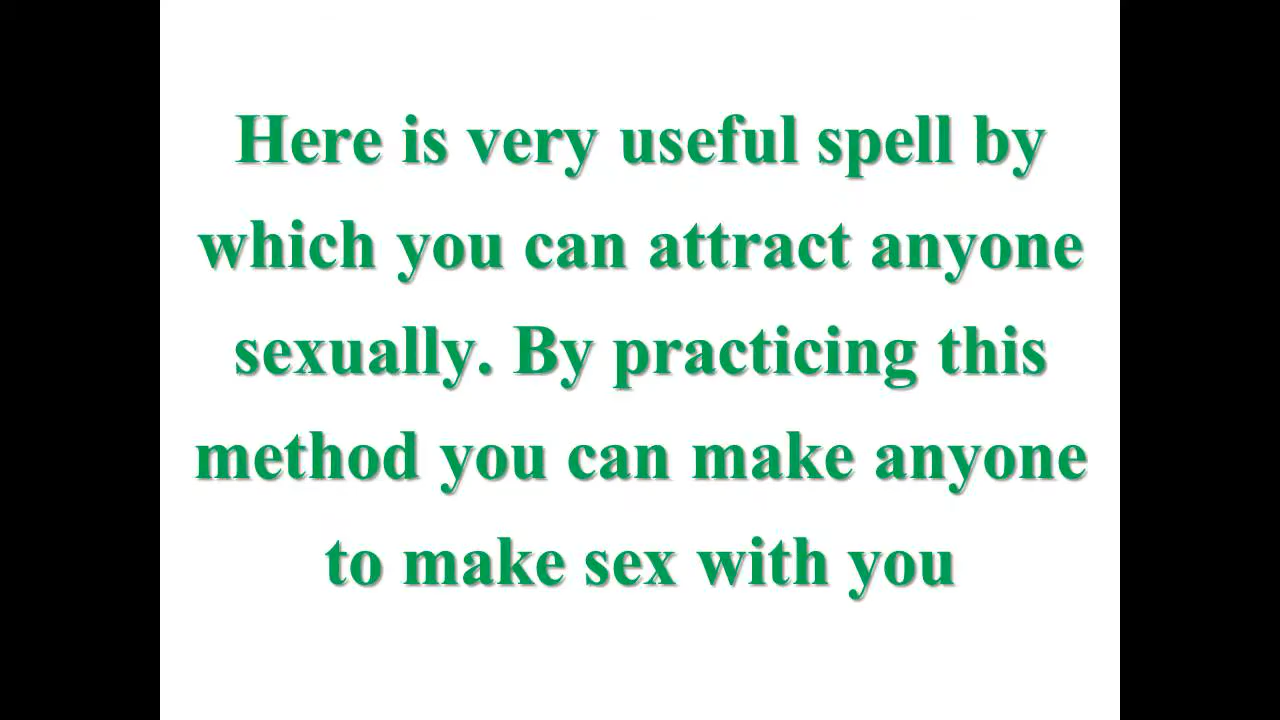 Here is very useful spell by
which you can attract anyone
sexually. By practicing this
method you can make anyone
to make sex with you